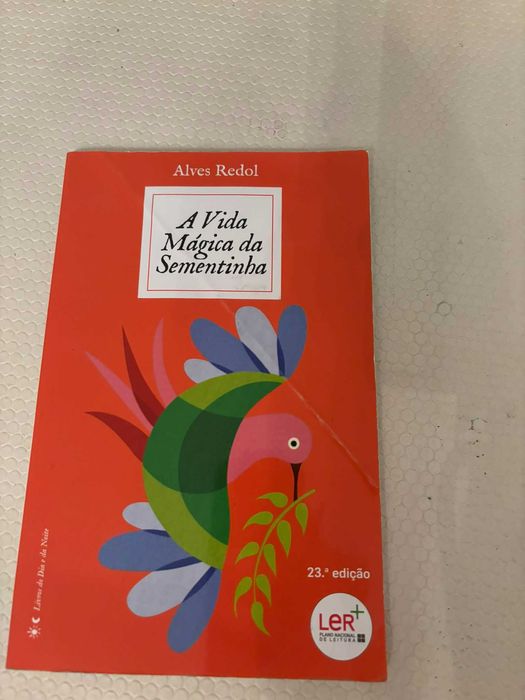 Alves Redol
A Vida
Mágica da
Sementinha
Livros do Dia e da Noite
23.ª edição
LeR+
PLANO NACIONAL
DE LEITURA